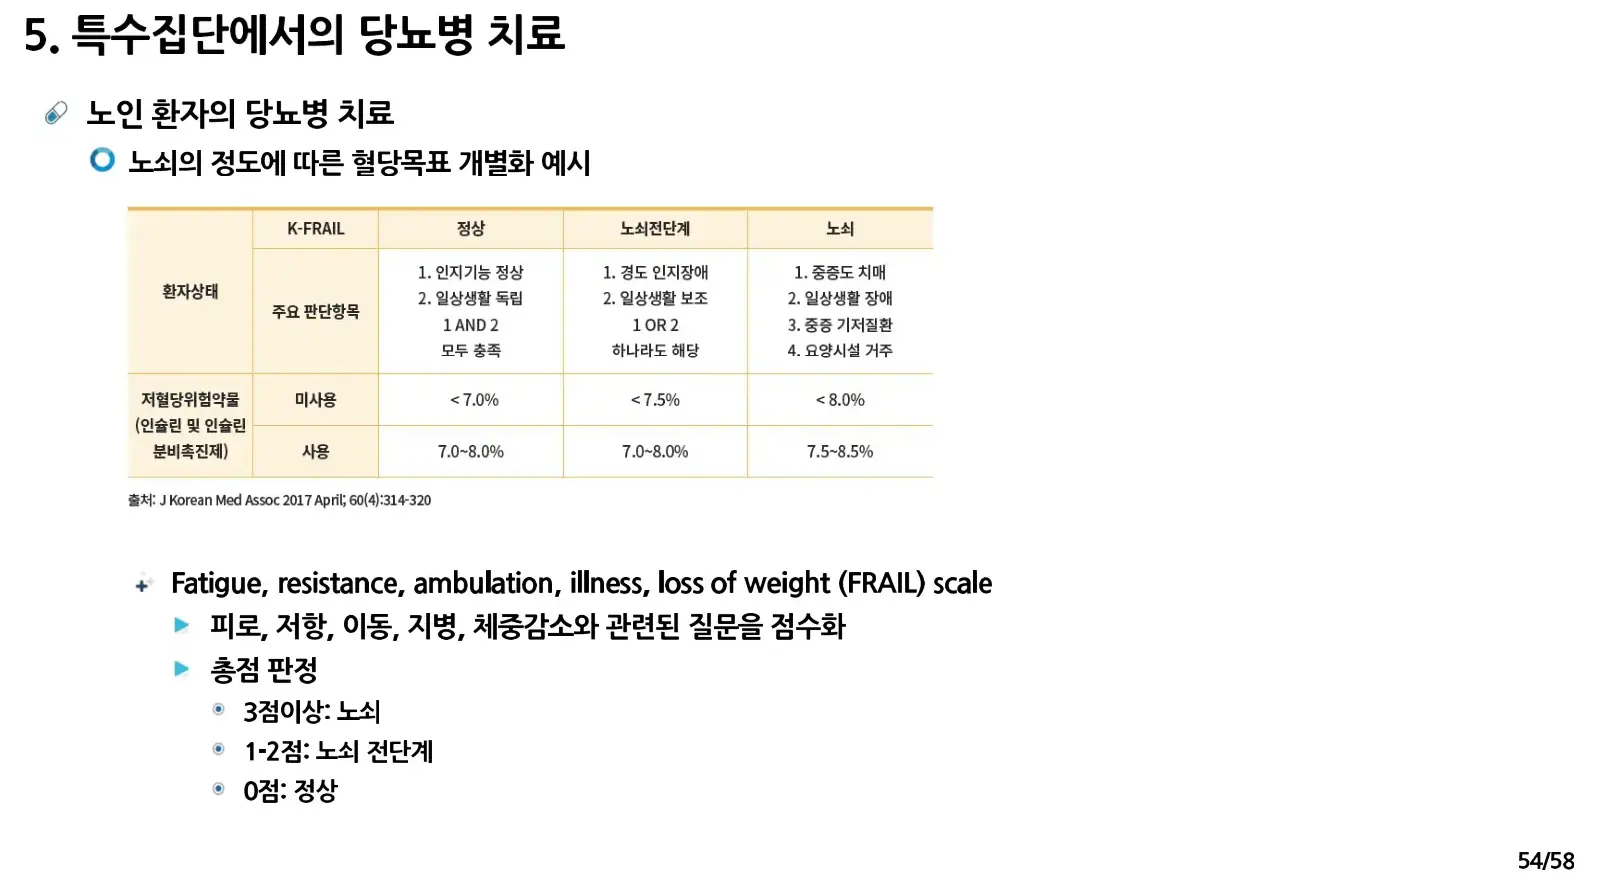 5. 특수집단에서의 당뇨병 치료
노인 환자의 당뇨병 치료
노쇠의 정도에 따른 혈당목표 개별화 예시
환자상태
K-FRAIL
정상
노쇠전단계
노쇠
주요 판단항목
1. 인지기능 정상
2. 일상생활 독립
1 AND 2
모두 충족
1. 경도 인지장애
2. 일상생활 보조
1 OR 2
하나라도 해당
1. 중증도 치매
2. 일상생활 장애
3. 중증 기저질환
4. 요양시설 거주
저혈당위험약물
(인슐린 및 인슐린
분비촉진제)
미사용
< 7.0%
< 7.5%
< 8.0%
사용
7.0~8.0%
7.0~8.0%
7.5~8.5%
출처: J Korean Med Assoc 2017 April; 60(4):314-320
Fatigue, resistance, ambulation, illness, loss of weight (FRAIL) scale
피로, 저항, 이동, 지병, 체중감소와 관련된 질문을 점수화
총점 판정
3점이상: 노쇠
1-2점: 노쇠 전단계
0점: 정상
54/58